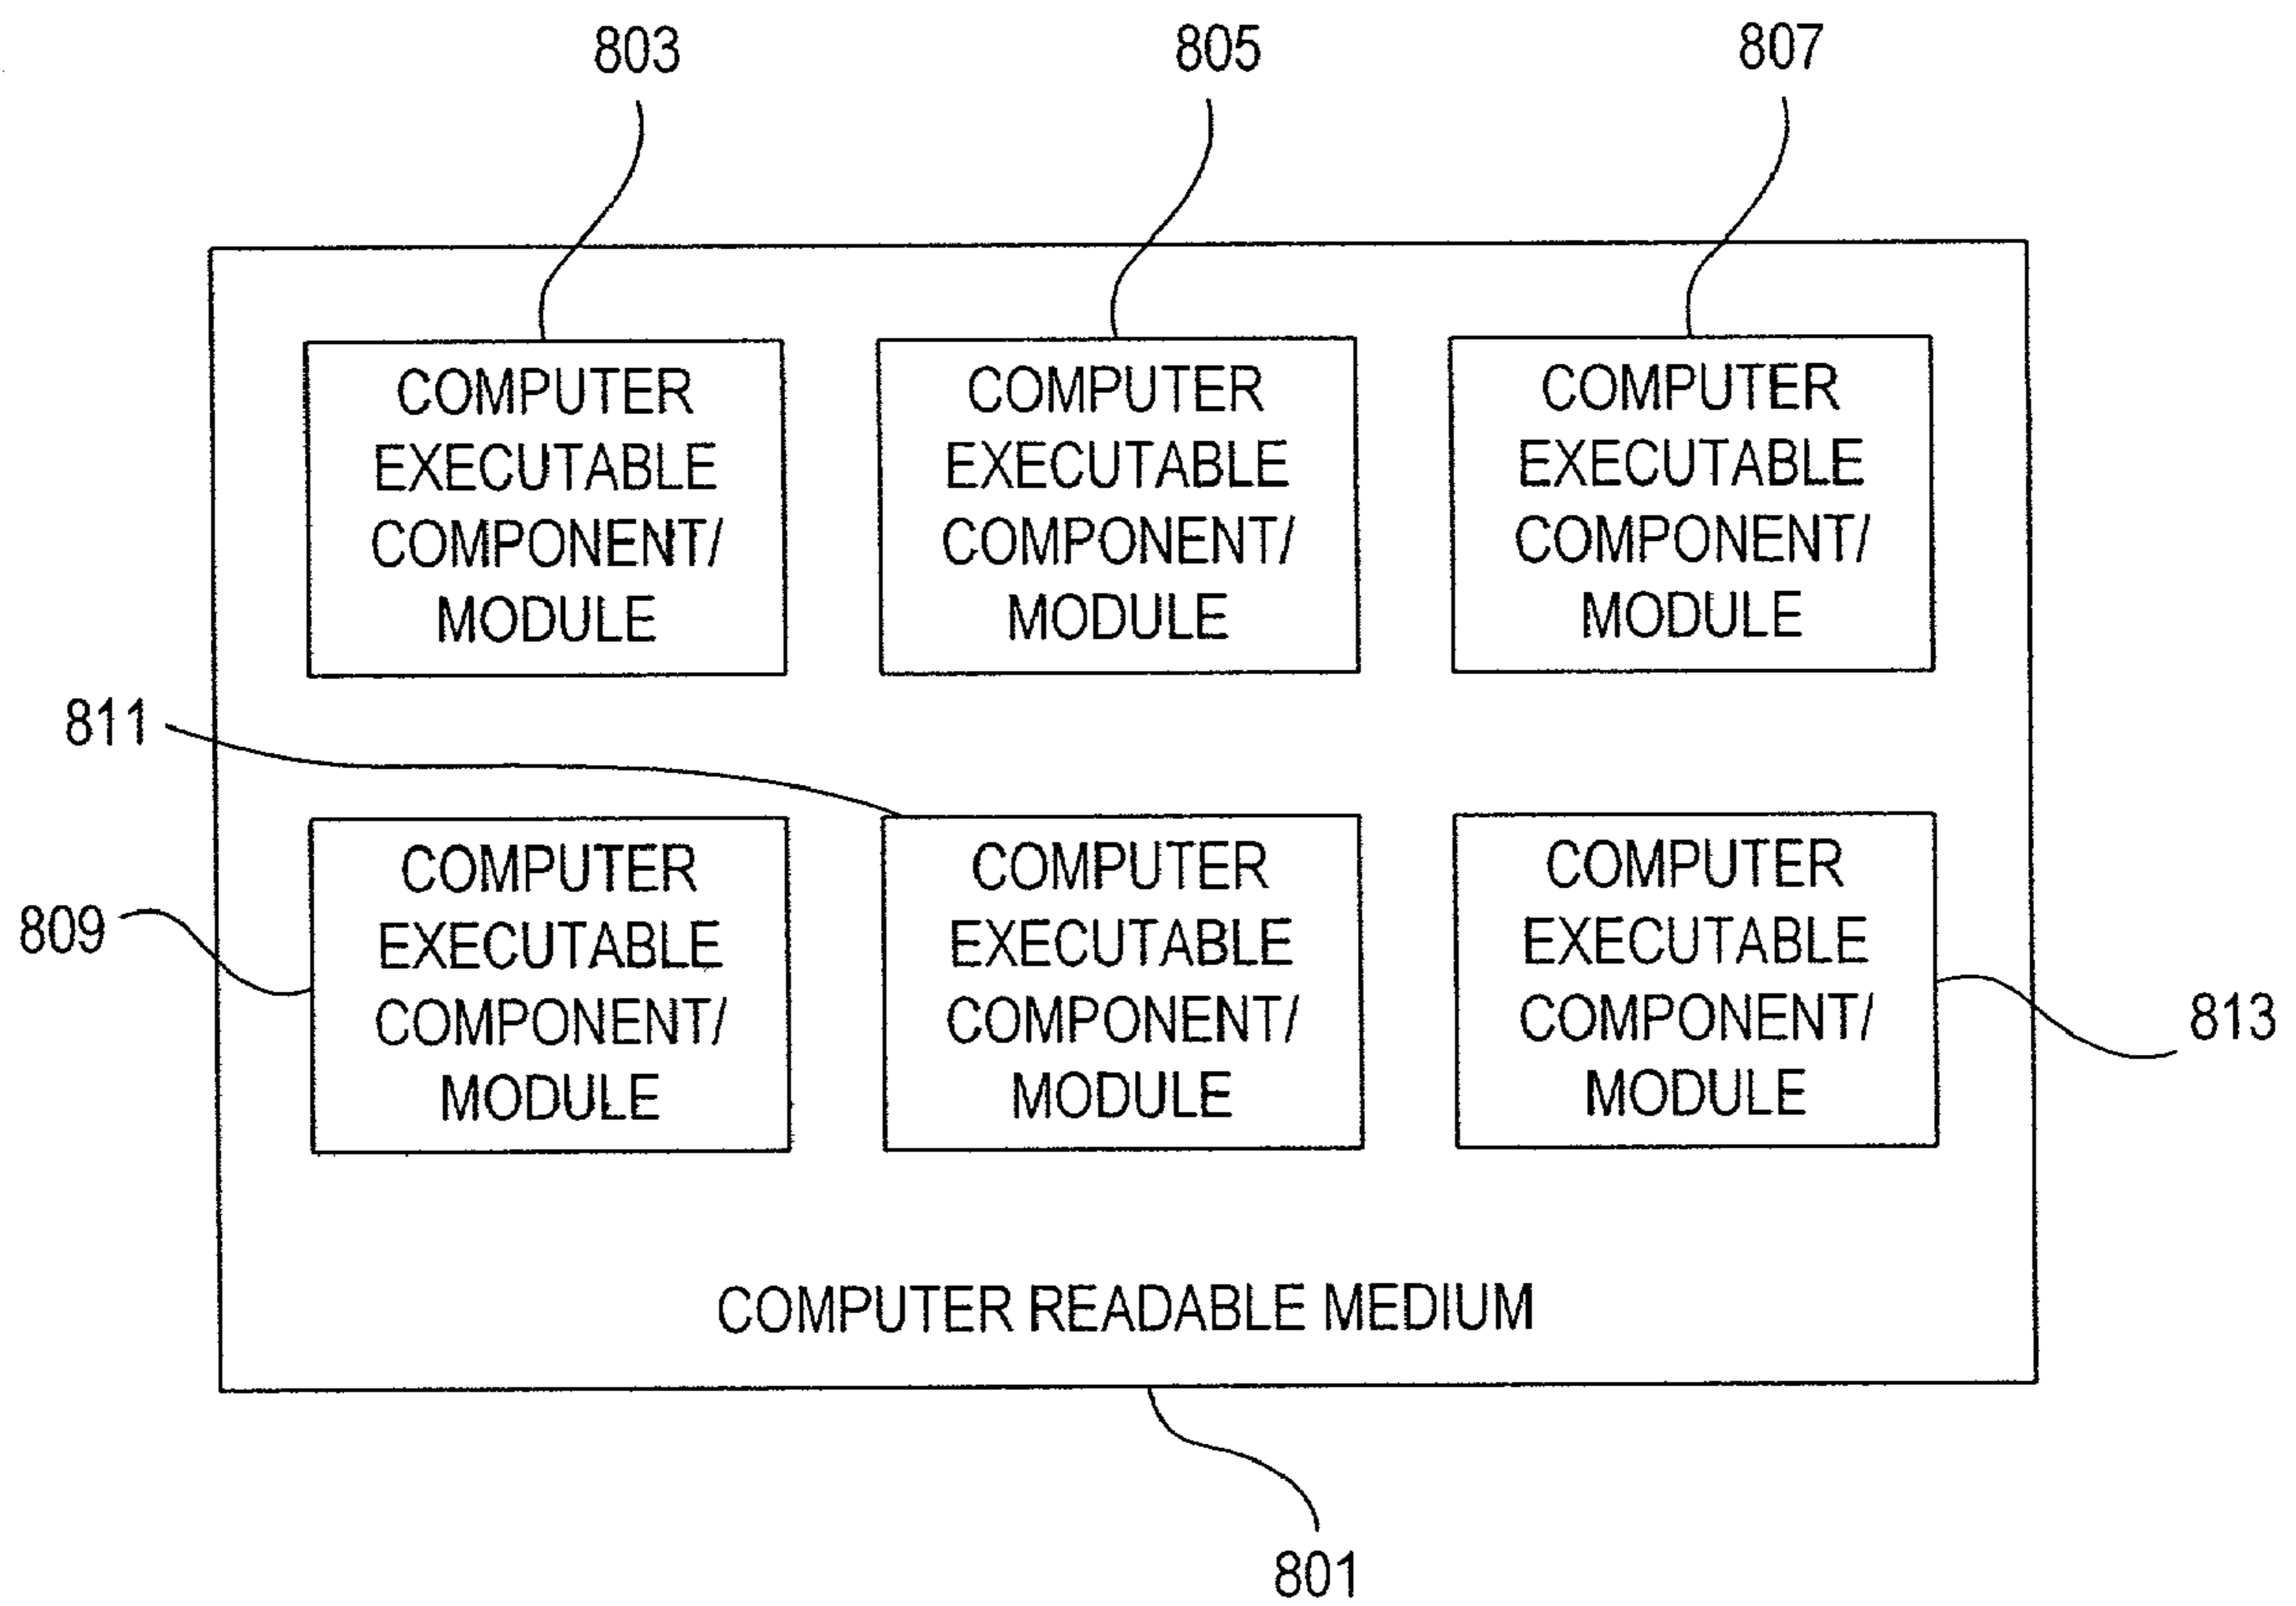 803
805
807
COMPUTER
EXECUTABLE
COMPONENT/
MODULE
COMPUTER
EXECUTABLE
COMPONENT/
MODULE
COMPUTER
EXECUTABLE
COMPONENT/
MODULE
811
809
COMPUTER
EXECUTABLE
COMPONENT/
MODULE
COMPUTER
EXECUTABLE
COMPONENT/
MODULE
COMPUTER
EXECUTABLE
COMPONENT/
MODULE
813
COMPUTER READABLE MEDIUM
801